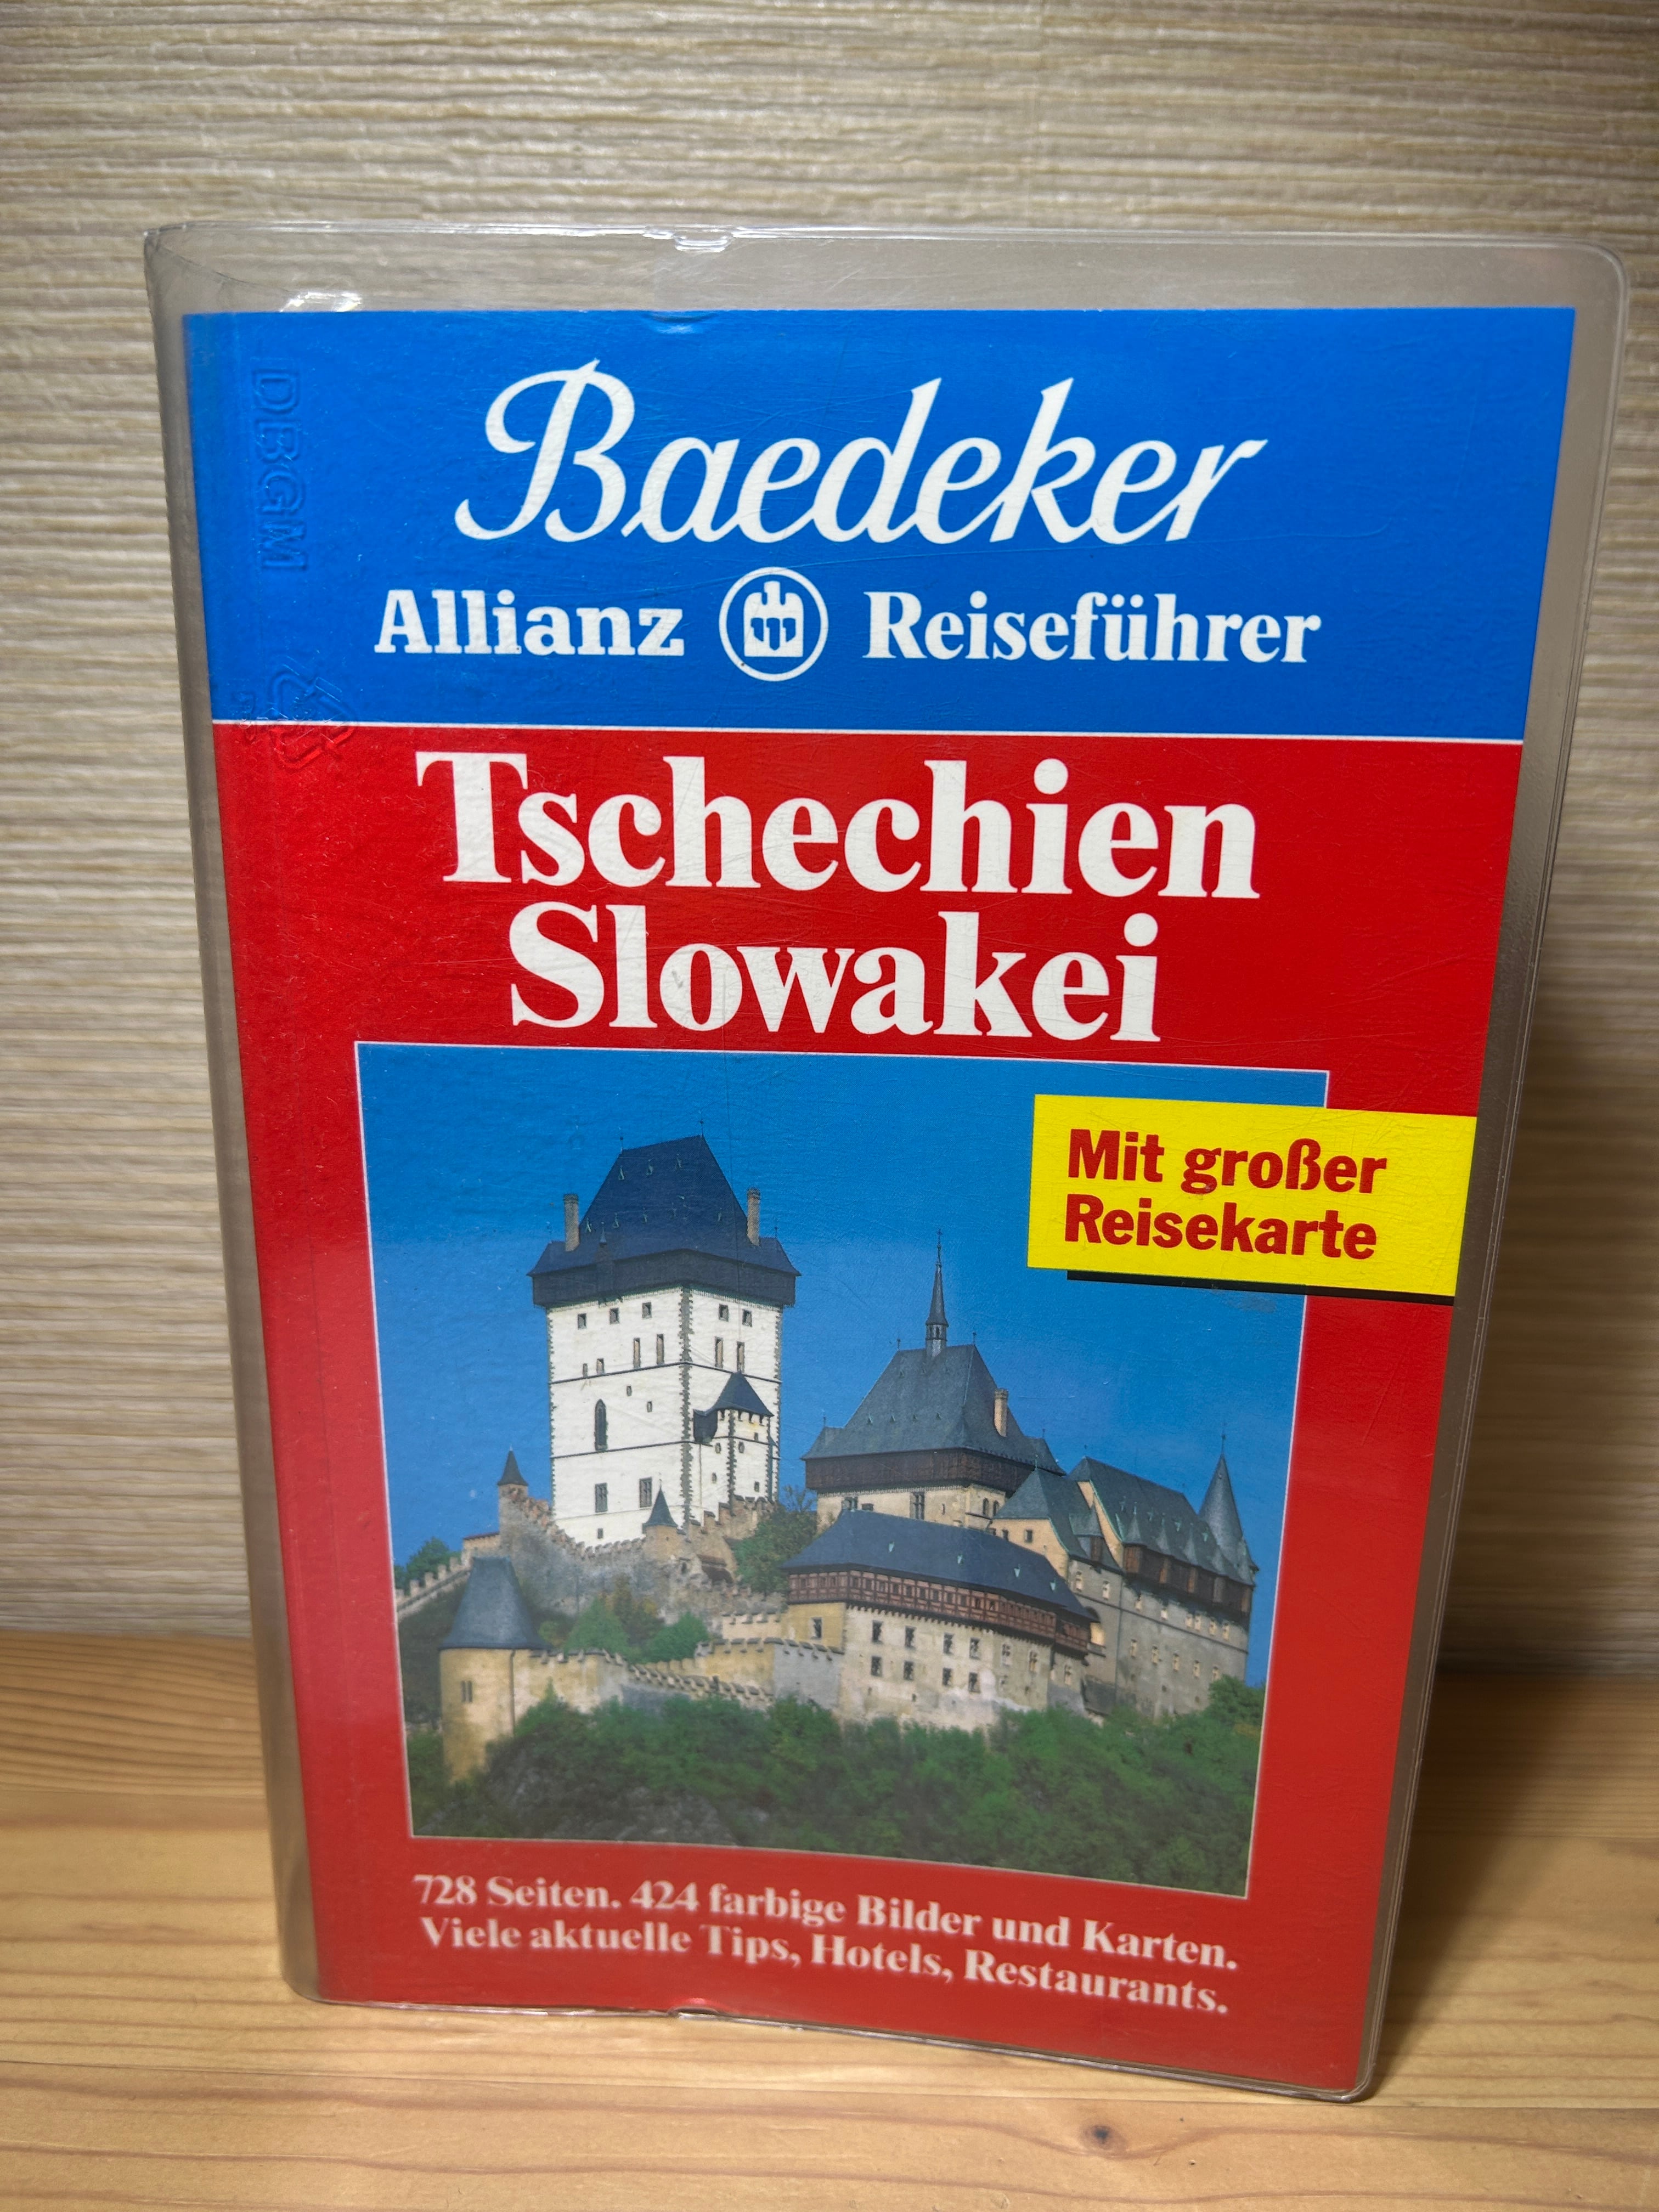 Baedeker
Allianz Reiseführer
Tschechien
Slowakei
Mit großer
Reisekarte
728 Seiten. 424 farbige Bilder und Karten.
Viele aktuelle Tips, Hotels, Restaurants.
DBGM